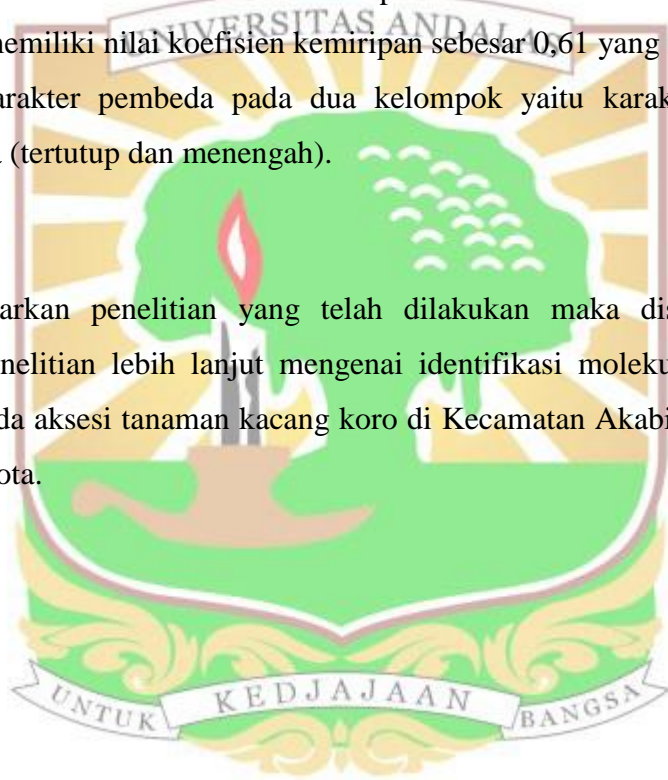 UNIVERSITAS ANDALAS
memiliki nilai koefisien kemiripan sebesar 0,61 yang
arakter pembeda pada dua kelompok yaitu karak
a (tertutup dan menengah).
arkan penelitian yang telah dilakukan maka dis
nelitian lebih lanjut mengenai identifikasi moleku
da aksesi tanaman kacang koro di Kecamatan Akabi
ota.
UNTUK KEDJAJAAN BANGSA